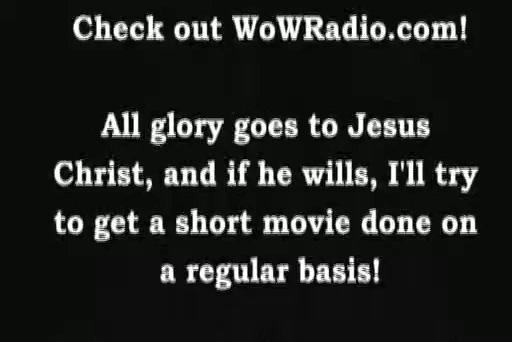 Check out WoWRadio.com!
All glory goes to Jesus
Christ, and if he wills, I'll try
to get a short movie done on
a regular basis!